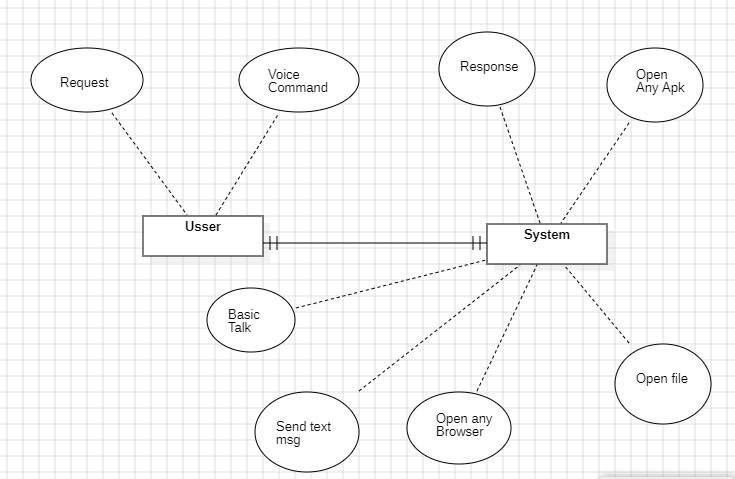 Request
Voice
Command
Response
Open
Any Apk
Usser
System
Basic
Talk
Open file
Send text
msg
Open any
Browser